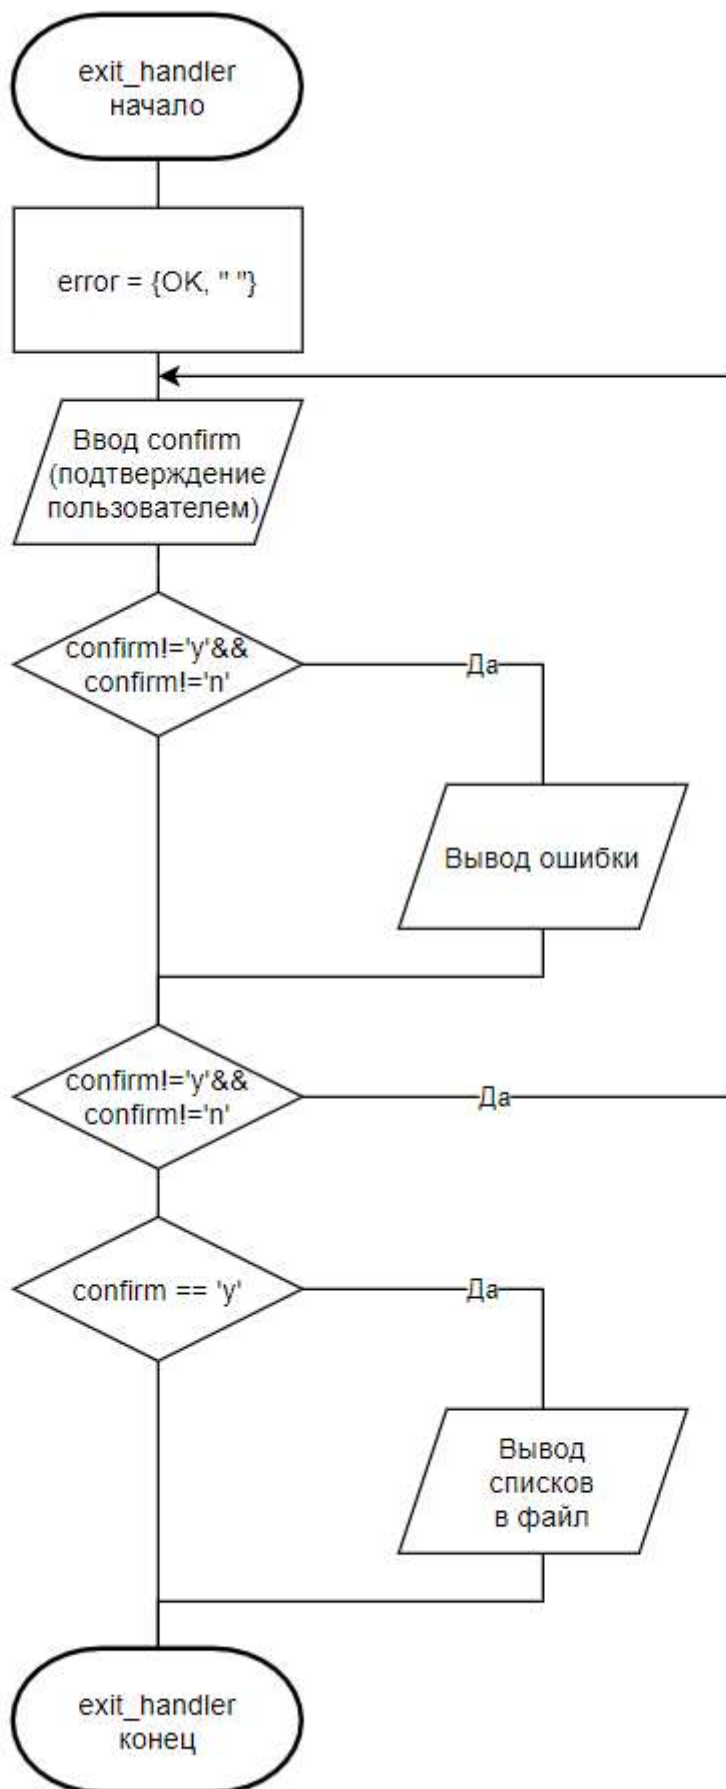 exit_handler
начало
error = {OK, " "}
Ввод confirm
(подтверждение
пользователем)
confirm!='y'&&
confirm!='n'
Да
Вывод ошибки
confirm!='y'&&
confirm!='n'
Да
confirm == 'y'
Да
Вывод
списков
в файл
exit_handler
конец